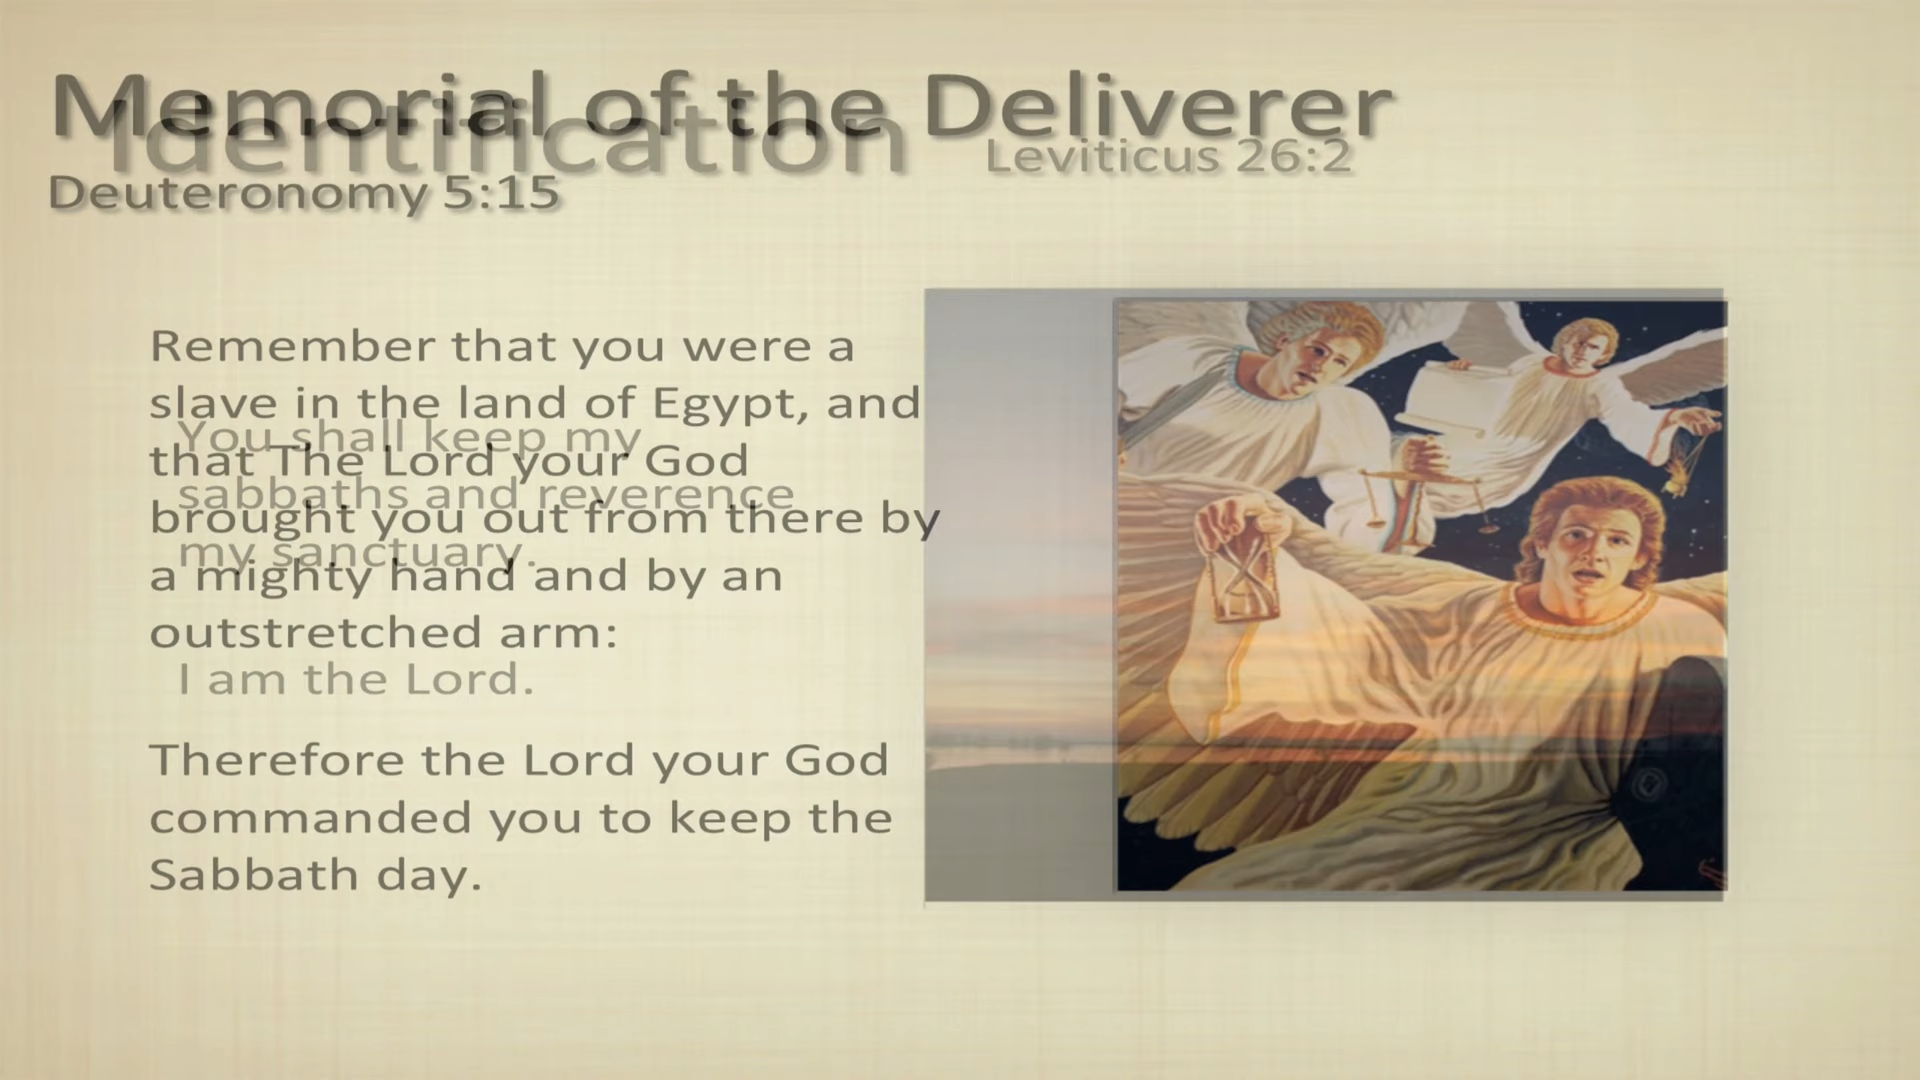 Memorial of the Deliverer
Deuteronomy 5:15
Remember that you were a
slave in the land of Egypt, and
that The Lord your God
brought you out from there by
a mighty hand and by an
outstretched arm:
Therefore the Lord your God
commanded you to keep the
Sabbath day.
Identification
Leviticus 26:2
You shall keep my
sabbaths and reverence
my sanctuary.
I am the Lord.